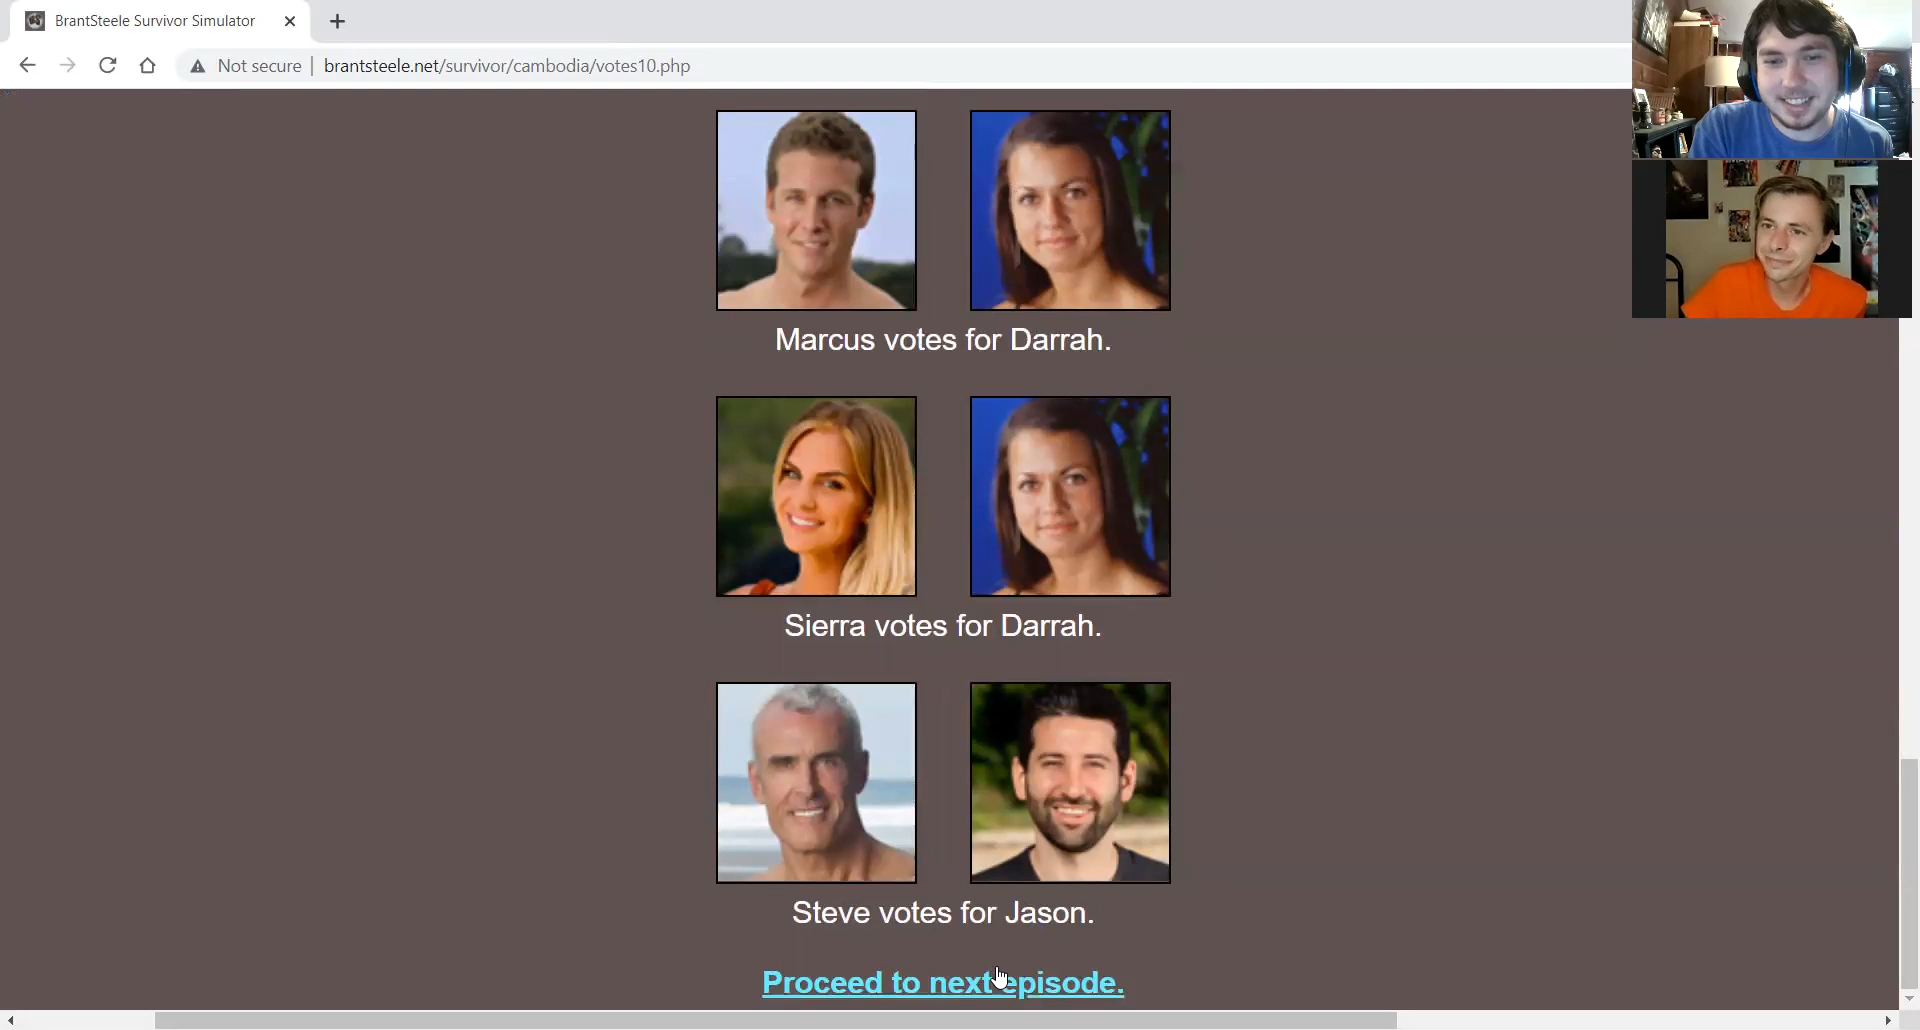 BrantSteele Survivor Simulator
Not secure | brantsteele.net/survivor/cambodia/votes10.php
Marcus votes for Darrah.
Sierra votes for Darrah.
Steve votes for Jason.
Proceed to next episode.